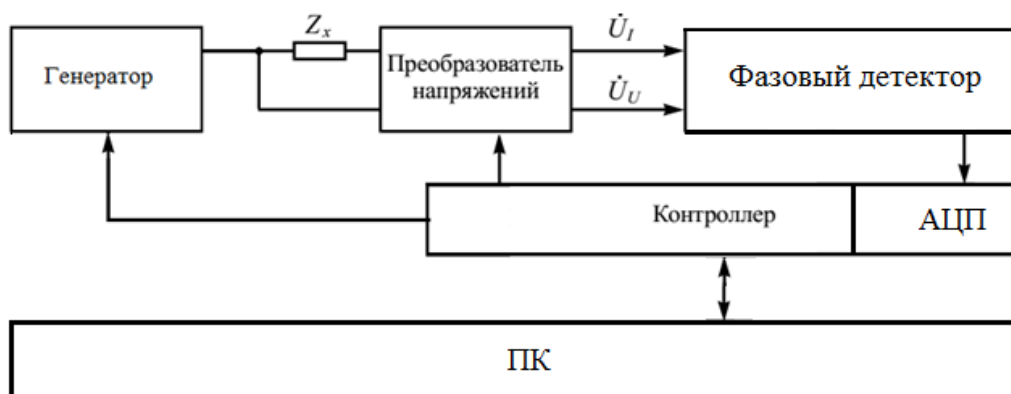 Генератор
Z_x
Преобразователь
напряжений
U̇_I
U̇_U
Фазовый детектор
Контроллер
АЦП
ПК